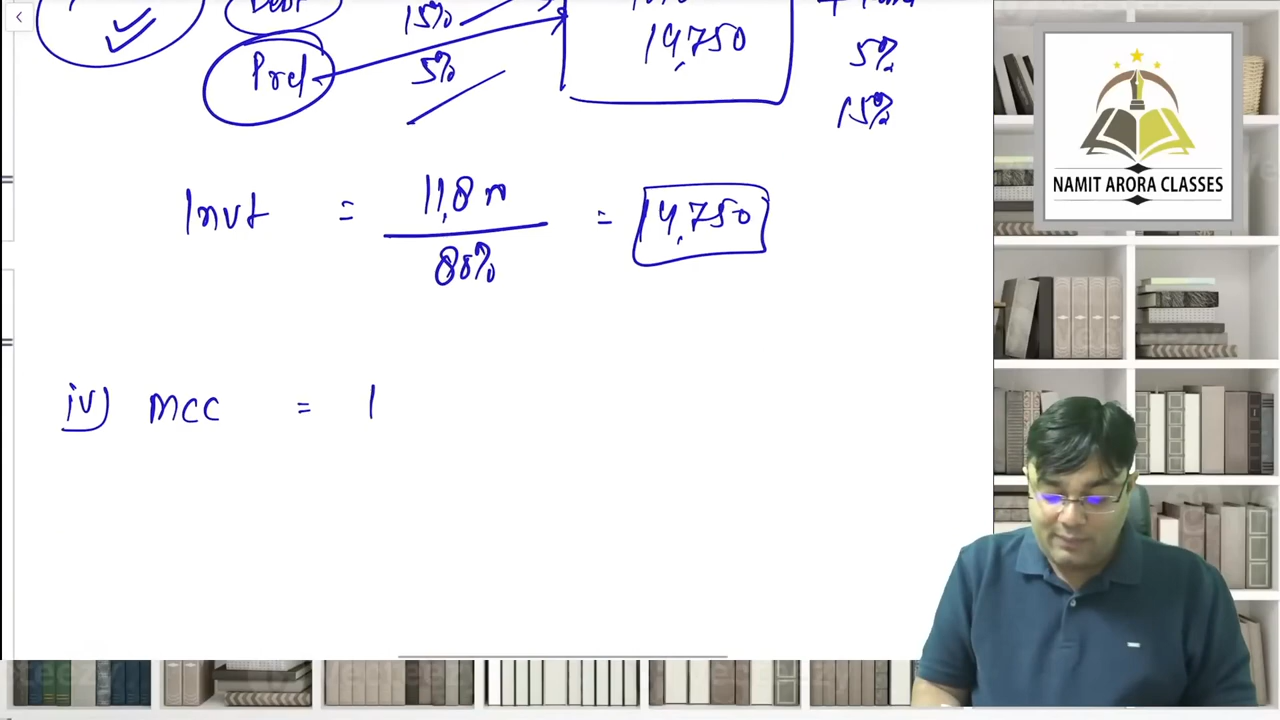 Debt 15%
14,750
5%
Pref 5%
15%
Invt = 11,800 / 80% = 14,750
iv) MCC = 1
NAMIT ARORA CLASSES